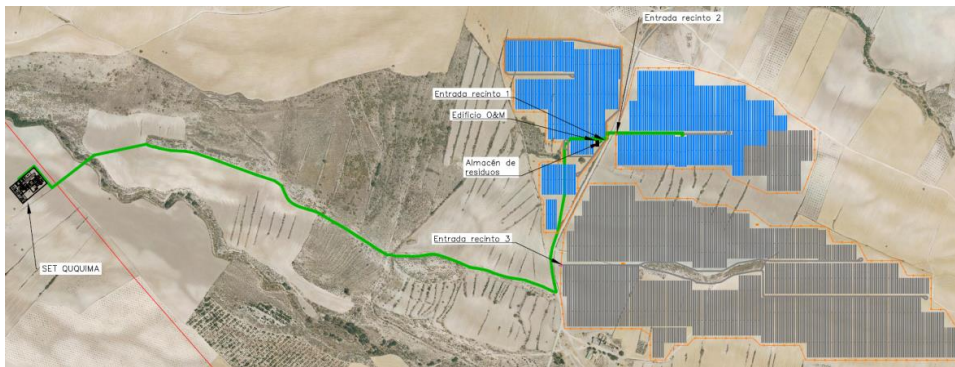 Entrada recinto 2
Entrada recinto 1
Edificio O&M
Almacén de
residuos
Entrada recinto 3
SET QUQUIMA